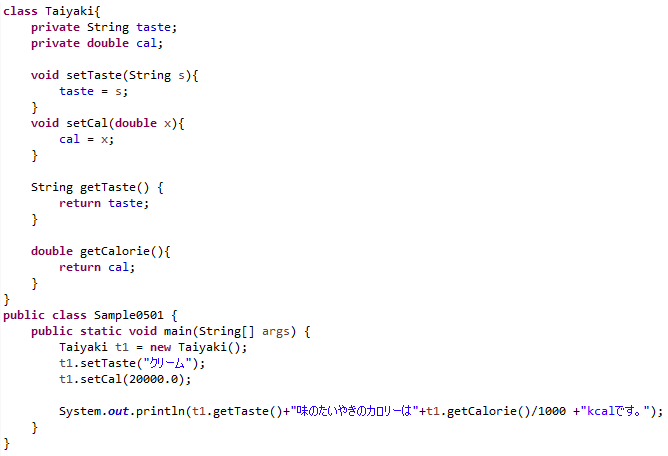 class Taiyaki{
    private String taste;
    private double cal;

    void setTaste(String s){
        taste = s;
    }
    void setCal(double x){
        cal = x;
    }

    String getTaste() {
        return taste;
    }

    double getCalorie(){
        return cal;
    }
}
public class Sample0501 {
    public static void main(String[] args) {
        Taiyaki t1 = new Taiyaki();
        t1.setTaste("クリーム");
        t1.setCal(20000.0);

        System.out.println(t1.getTaste()+"味のたいやきのカロリーは"+t1.getCalorie()/1000 +"kcalです。");
    }
}